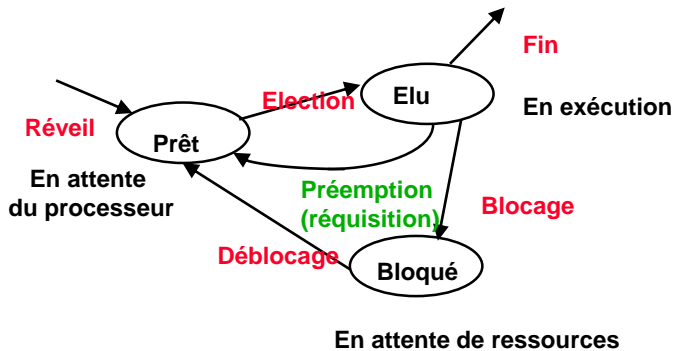 Fin
Elu
Election
En exécution
Réveil
Prêt
En attente
du processeur
Préemption
(réquisition)
Blocage
Déblocage
Bloqué
En attente de ressources